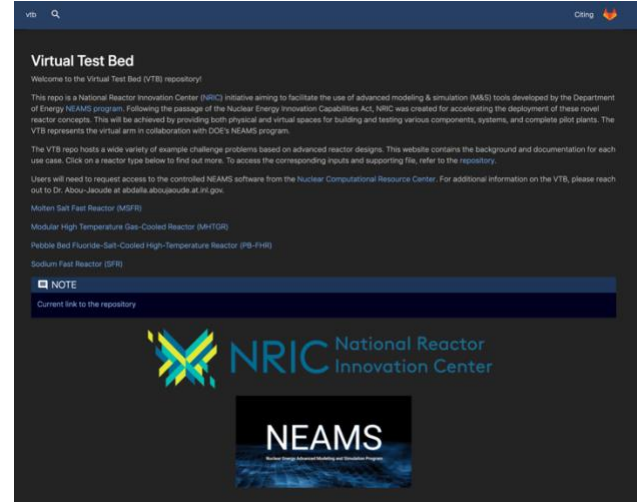 vtb
Citing
Virtual Test Bed
Welcome to the Virtual Test Bed (VTB) repository!
This repo is a National Reactor Innovation Center (NRIC) initiative aiming to facilitate the use of advanced modeling & simulation (M&S) tools developed by the Department
of Energy NEAMS program. Following the passage of the Nuclear Energy Innovation Capabilities Act, NRIC was created for accelerating the deployment of these novel
reactor concepts. This will be achieved by providing both physical and virtual spaces for building and testing various components, systems, and complete pilot plants. The
VTB represents the virtual arm in collaboration with DOE's NEAMS program.
The VTB repo hosts a wide variety of example challenge problems based on advanced reactor designs. This website contains the background and documentation for each
use case. Click on a reactor type below to find out more. To access the corresponding inputs and supporting file, refer to the repository.
Users will need to request access to the controlled NEAMS software from the Nuclear Computational Resource Center. For additional information on the VTB, please reach
out to Dr. Abou-Jaoude at abdalla.aboujaoude.at.inl.gov.
Molten Salt Fast Reactor (MSFR)
Modular High Temperature Gas-Cooled Reactor (MHTGR)
Pebble Bed Fluoride-Salt-Cooled High-Temperature Reactor (PB-FHR)
Sodium Fast Reactor (SFR)
NOTE
Current link to the repository
NRIC National Reactor
Innovation Center
NEAMS
Nuclear Energy Advanced Modeling and Simulation Program